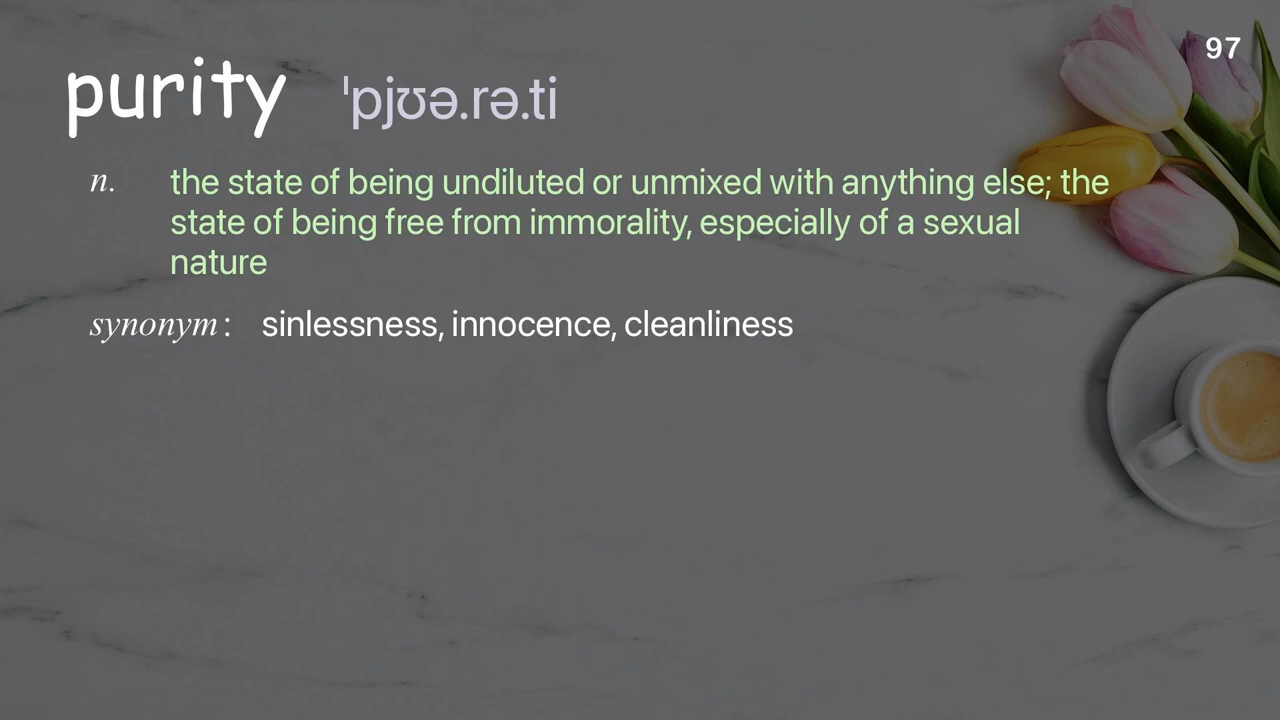 97
purity ˈpjʊə.rə.ti
n. the state of being undiluted or unmixed with anything else; the
state of being free from immorality, especially of a sexual
nature
synonym: sinlessness, innocence, cleanliness